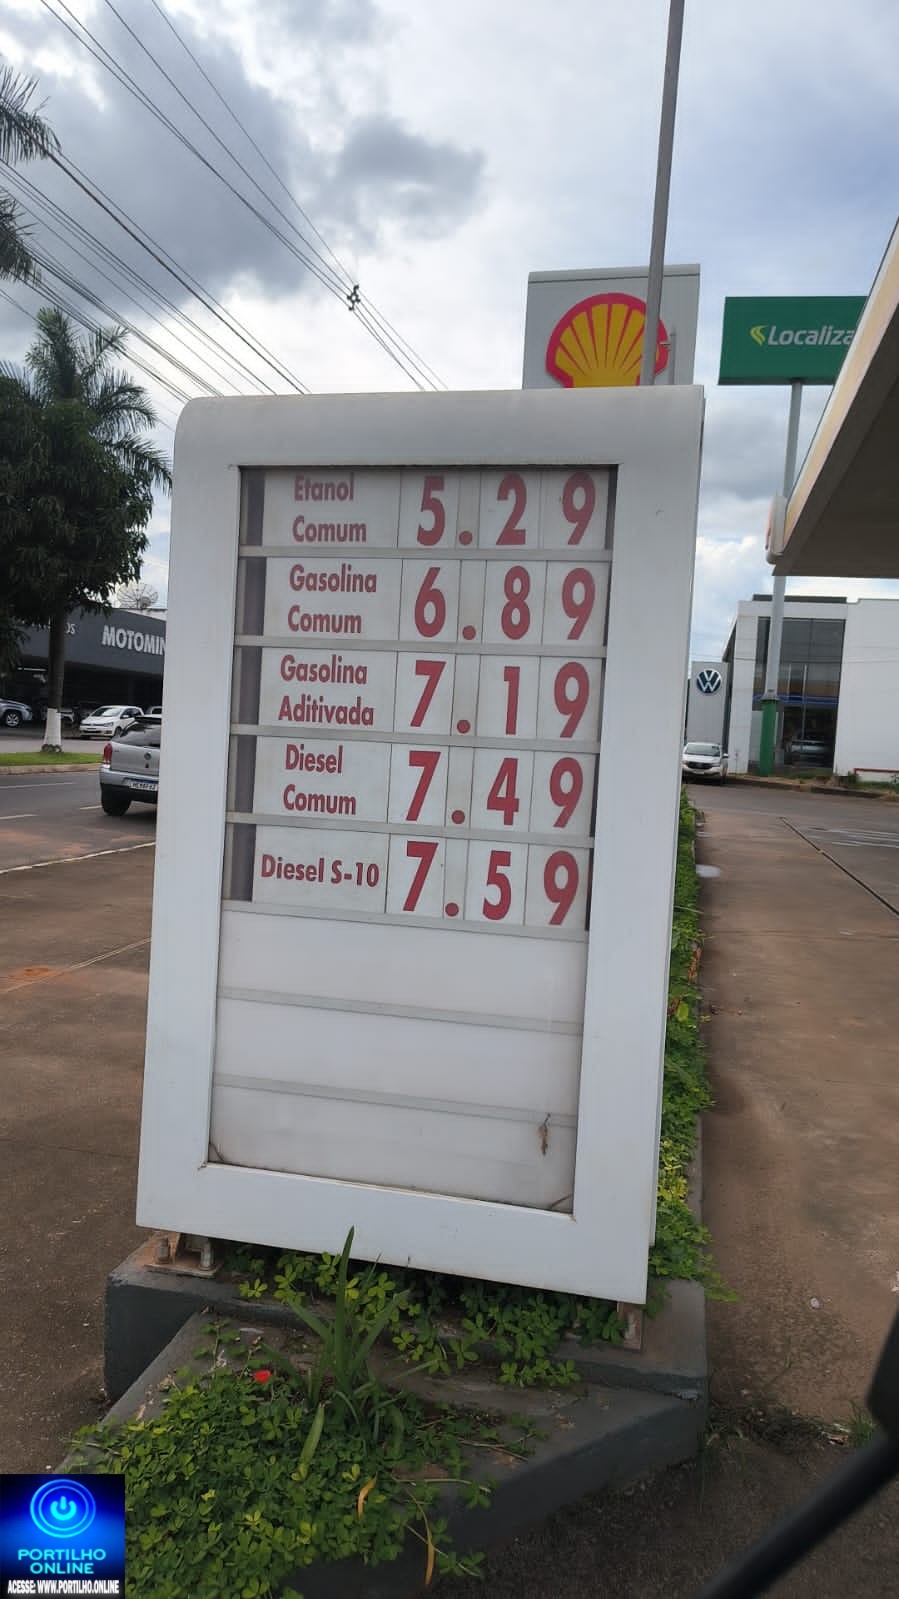 Localiza
Etanol
Comum
5.29
Gasolina
Comum
6.89
MOTOMIN
Gasolina
Aditivada
7.19
Diesel
Comum
7.49
Diesel S-10
7.59
PORTILHO
ONLINE
ACESSE: WWW.PORTILHO.ONLINE